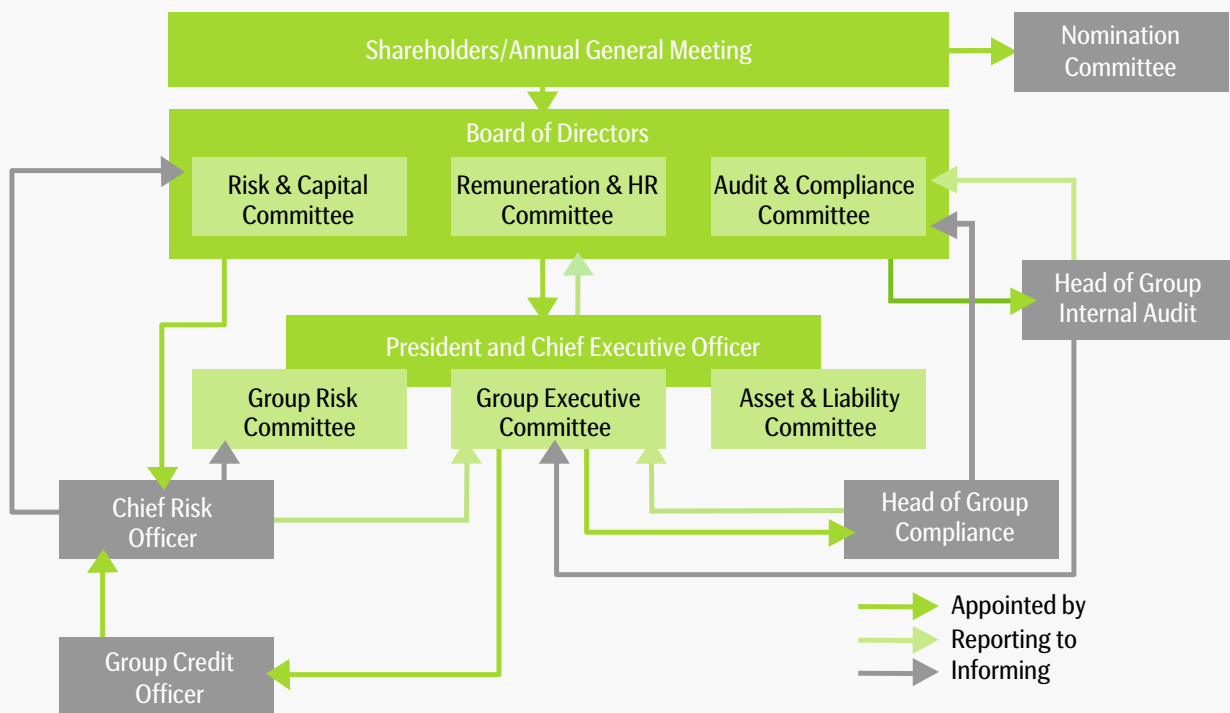 Shareholders/Annual General Meeting
Nomination
Committee
Board of Directors
Risk & Capital
Committee
Remuneration & HR
Committee
Audit & Compliance
Committee
Head of Group
Internal Audit
President and Chief Executive Officer
Group Risk
Committee
Group Executive
Committee
Asset & Liability
Committee
Chief Risk
Officer
Head of Group
Compliance
Group Credit
Officer
Appointed by
Reporting to
Informing